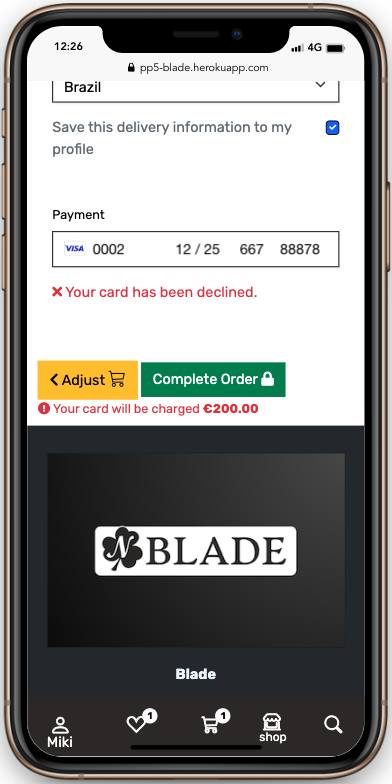 12:26
4G
pp5-blade.herokuapp.com
Brazil
Save this delivery information to my
profile
Payment
VISA 0002 12 / 25 667 88878
Your card has been declined.
Adjust
Complete Order
Your card will be charged €200.00
N BLADE
Blade
1
1
Miki
shop